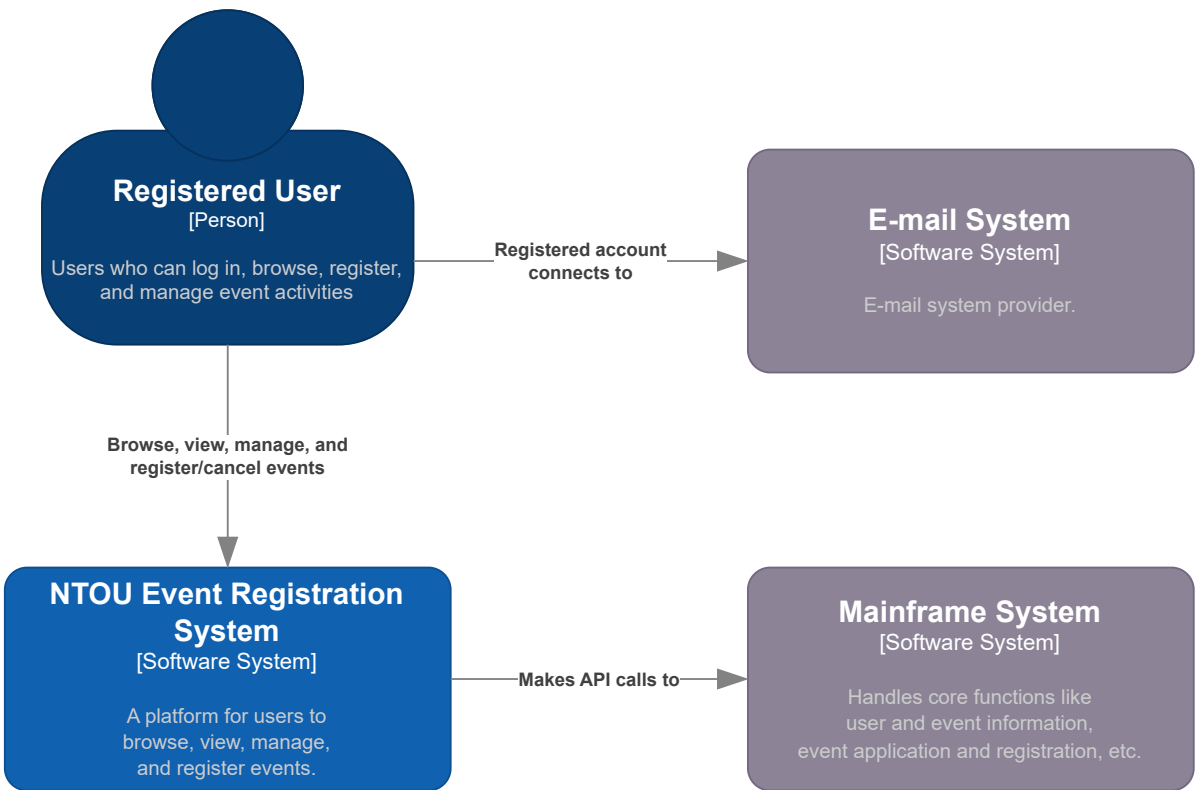 Registered User
[Person]
Users who can log in, browse, register,
and manage event activities
Registered account
connects to
E-mail System
[Software System]
E-mail system provider.
Browse, view, manage, and
register/cancel events
NTOU Event Registration
System
[Software System]
A platform for users to
browse, view, manage,
and register events.
Makes API calls to
Mainframe System
[Software System]
Handles core functions like
user and event information,
event application and registration, etc.